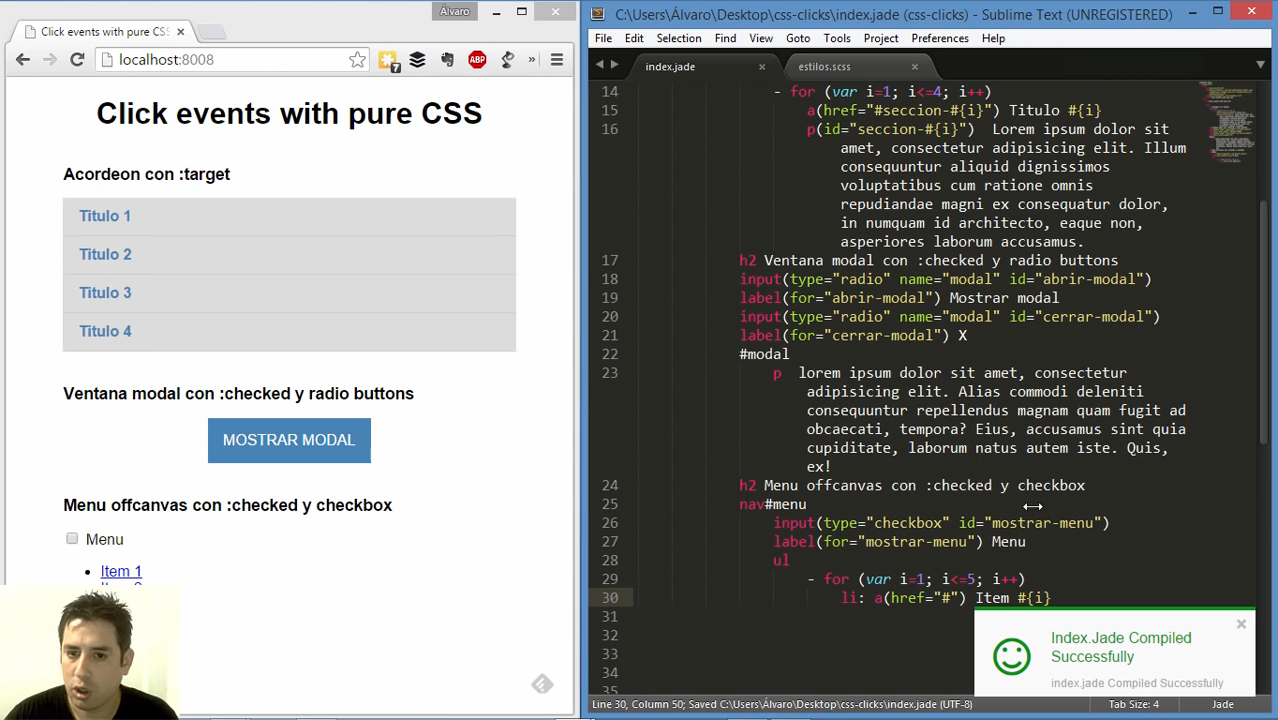 Álvaro
Click events with pure CSS
localhost:8008
7
ABP
»
Click events with pure CSS
Acordeon con :target
Titulo 1
Titulo 2
Titulo 3
Titulo 4
Ventana modal con :checked y radio buttons
MOSTRAR MODAL
Menu offcanvas con :checked y checkbox
Menu
Item 1
C:\Users\Álvaro\Desktop\css-clicks\index.jade (css-clicks) - Sublime Text (UNREGISTERED)
File Edit Selection Find View Goto Tools Project Preferences Help
index.jade
estilos.scss
14 - for (var i=1; i<=4; i++)
15 a(href="#seccion-#{i}") Titulo #{i}
16 p(id="seccion-#{i}")  Lorem ipsum dolor sit
amet, consectetur adipisicing elit. Illum
consequuntur aliquid dignissimos
voluptatibus cum ratione omnis
repudiandae magni ex consequatur dolor,
in numquam id architecto, eaque non,
asperiores laborum accusamus.
17 h2 Ventana modal con :checked y radio buttons
18 input(type="radio" name="modal" id="abrir-modal")
19 label(for="abrir-modal") Mostrar modal
20 input(type="radio" name="modal" id="cerrar-modal")
21 label(for="cerrar-modal") X
22 #modal
23 p  lorem ipsum dolor sit amet, consectetur
adipisicing elit. Alias commodi deleniti
consequuntur repellendus magnam quam fugit ad
obcaecati, tempora? Eius, accusamus sint quia
cupiditate, laborum natus autem iste. Quis,
ex!
24 h2 Menu offcanvas con :checked y checkbox
25 nav#menu
26 input(type="checkbox" id="mostrar-menu")
27 label(for="mostrar-menu") Menu
28 ul
29 - for (var i=1; i<=5; i++)
30 li: a(href="#") Item #{i}
31
32
33
34
35
Index.Jade Compiled
Successfully
index.jade Compiled Successfully
Line 30, Column 50; Saved C:\Users\Álvaro\Desktop\css-clicks\index.jade (UTF-8)
Tab Size: 4
Jade